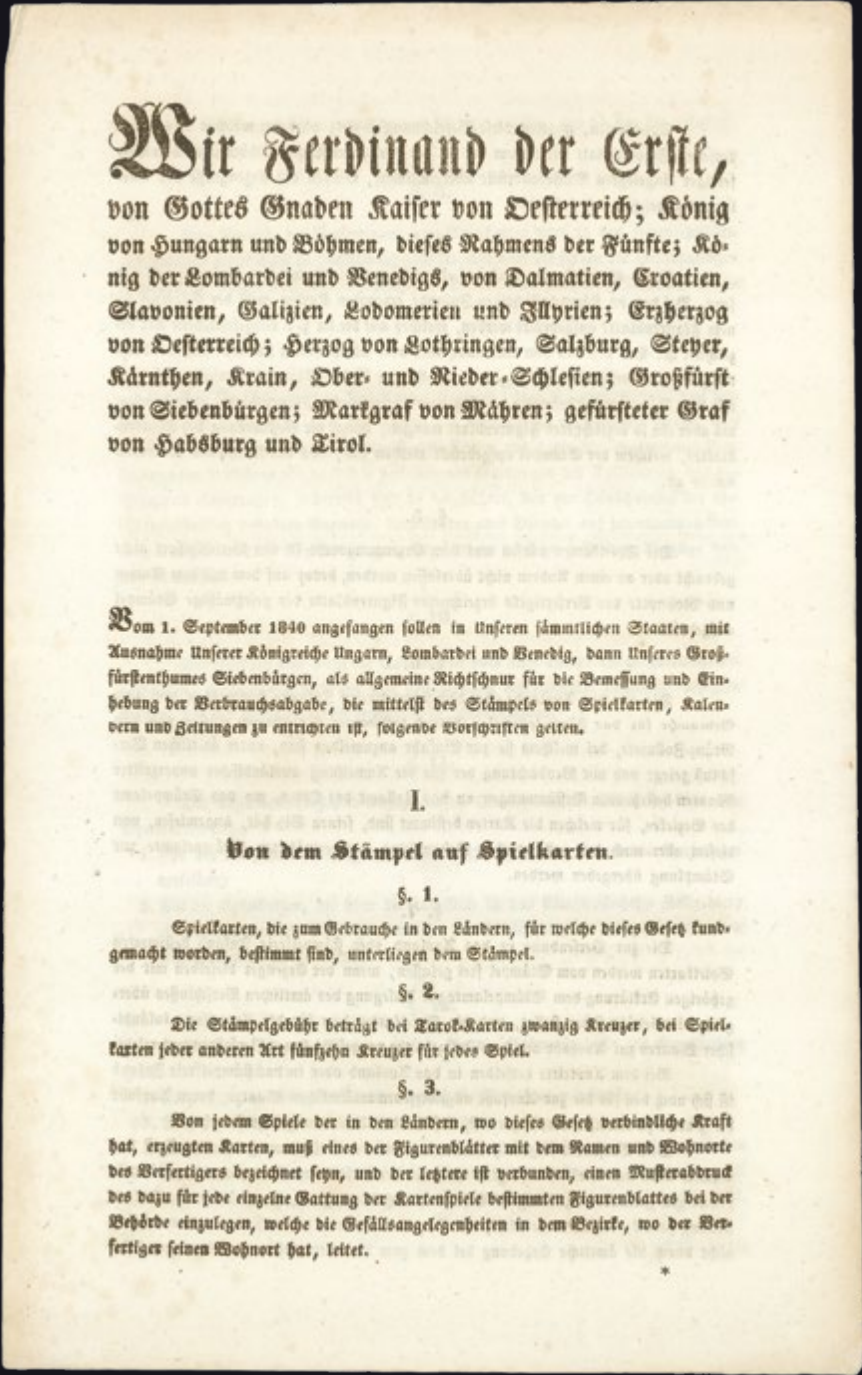 Wir Ferdinand der Erste,
von Gottes Gnaden Kaiser von Oesterreich; König
von Hungarn und Böhmen, dieses Nahmens der Fünfte; Kö-
nig der Lombardei und Venedigs, von Dalmatien, Croatien,
Slavonien, Galizien, Lodomerien und Illyrien; Erzherzog
von Oesterreich; Herzog von Lothringen, Salzburg, Steyer,
Kärnthen, Krain, Ober- und Nieder-Schlesien; Großfürst
von Siebenbürgen; Markgraf von Mähren; gefürsteter Graf
von Habsburg und Tirol.
Vom 1. September 1840 angefangen sollen in Unseren sämmtlichen Staaten, mit
Ausnahme Unserer Königreiche Ungarn, Lombardei und Venedig, dann Unseres Groß-
fürstenthumes Siebenbürgen, als allgemeine Richtschnur für die Bemessung und Ein-
hebung der Verbrauchsabgabe, die mittelst des Stämpels von Spielkarten, Kalen-
dern und Zeitungen zu entrichten ist, folgende Vorschriften gelten.
I.
Von dem Stämpel auf Spielkarten.
§. 1.
Spielkarten, die zum Gebrauche in den Ländern, für welche dieses Gesetz kund-
gemacht worden, bestimmt sind, unterliegen dem Stämpel.
§. 2.
Die Stämpelgebühr beträgt bei Tarok-Karten zwanzig Kreuzer, bei Spiel-
karten jeder anderen Art fünfzehn Kreuzer für jedes Spiel.
§. 3.
Von jedem Spiele der in den Ländern, wo dieses Gesetz verbindliche Kraft
hat, erzeugten Karten, muß eines der Figurenblätter mit dem Namen und Wohnorte
des Verfertigers bezeichnet seyn, und der letztere ist verbunden, einen Musterabdruck
des dazu für jede einzelne Gattung der Kartenspiele bestimmten Figurenblattes bei der
Behörde einzulegen, welche die Gefällsangelegenheiten in dem Bezirke, wo der Ver-
fertiger seinen Wohnort hat, leitet.
*